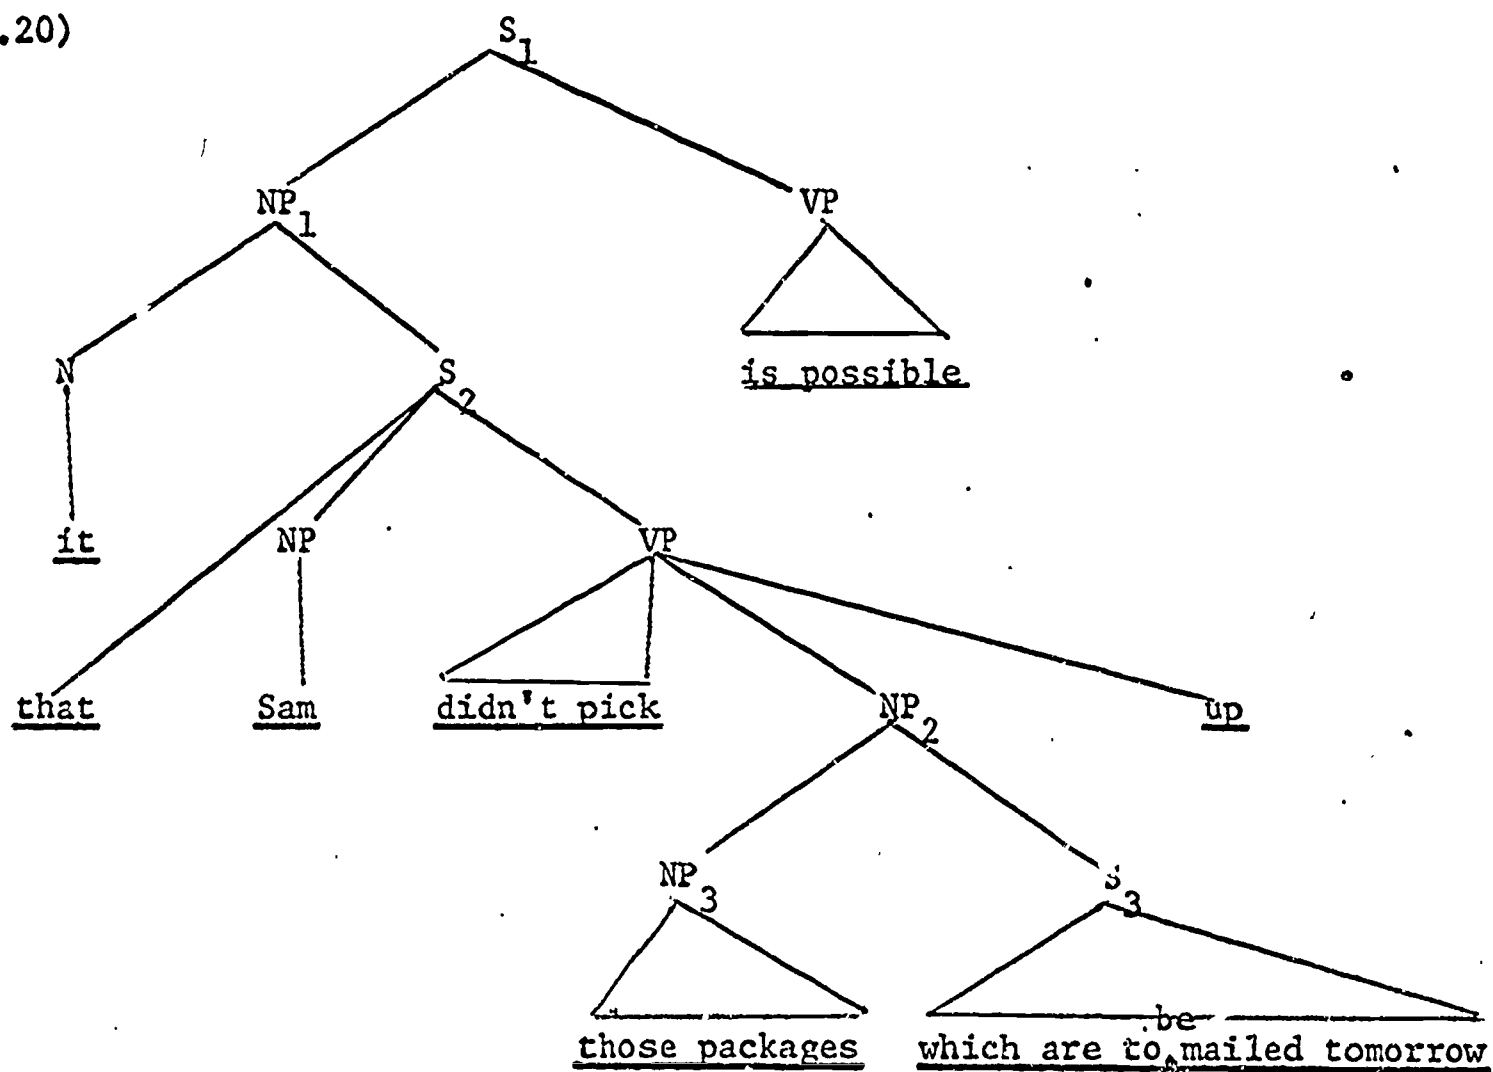 .20)
S1
NP1 VP
N S2 is possible
it NP VP
that Sam didn't pick NP2 up
NP3 S3
be
those packages which are to‸mailed tomorrow